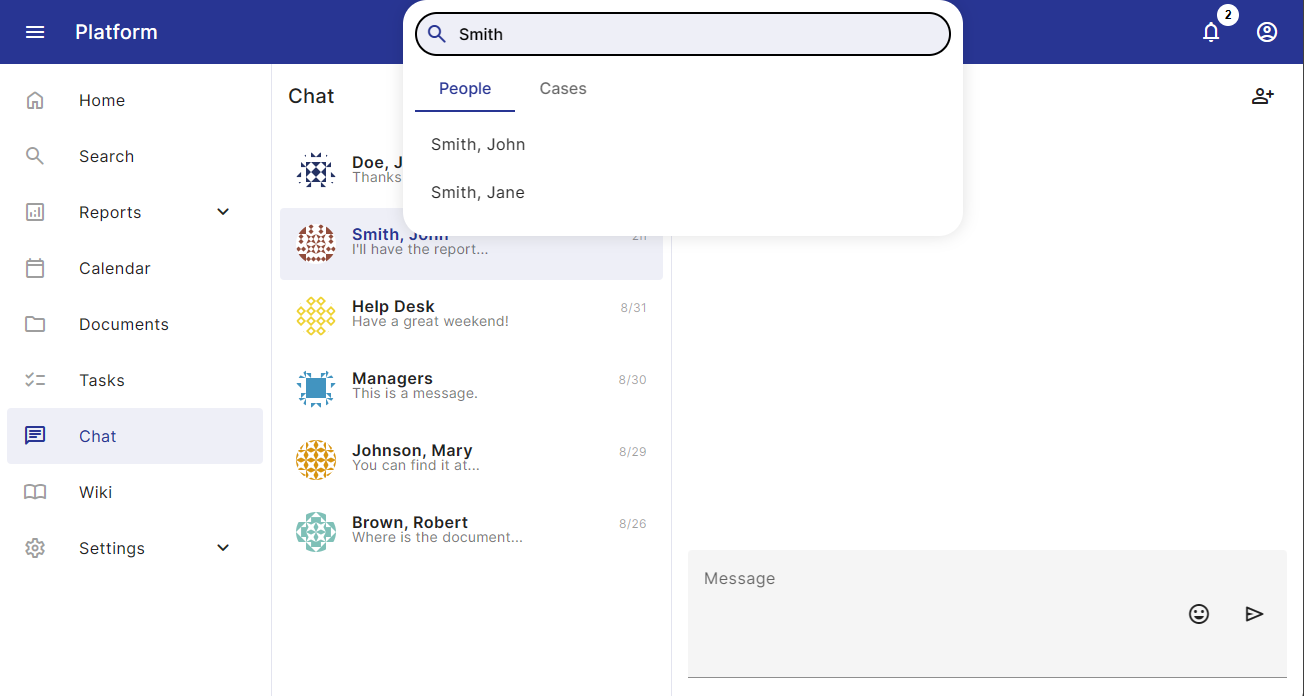 Platform
Smith
2
People
Cases
Smith, John
Smith, Jane
Home
Search
Reports
Calendar
Documents
Tasks
Chat
Wiki
Settings
Chat
Doe, J
Thanks
Smith, John
2h
I'll have the report...
Help Desk
8/31
Have a great weekend!
Managers
8/30
This is a message.
Johnson, Mary
8/29
You can find it at...
Brown, Robert
8/26
Where is the document...
Message